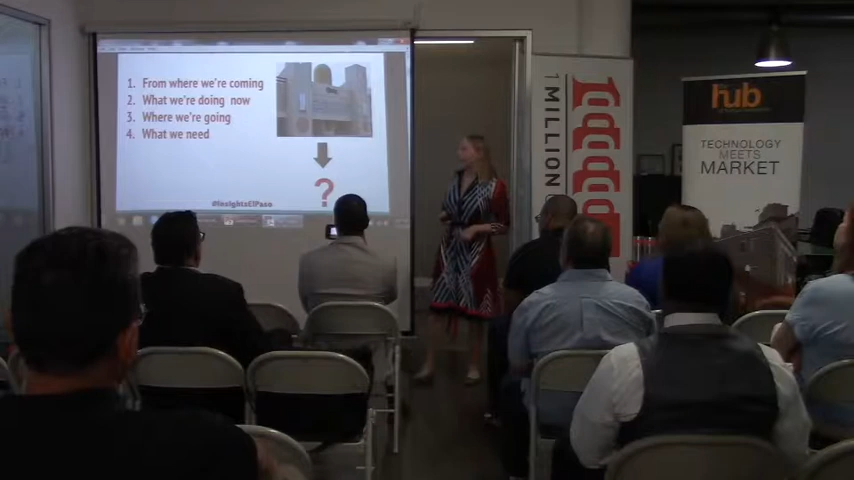 1. From where we're coming
2. What we're doing now
3. Where we're going
4. What we need
?
#InsightsElPaso
1 MILLION
hub
TECHNOLOGY
MEETS
MARKET